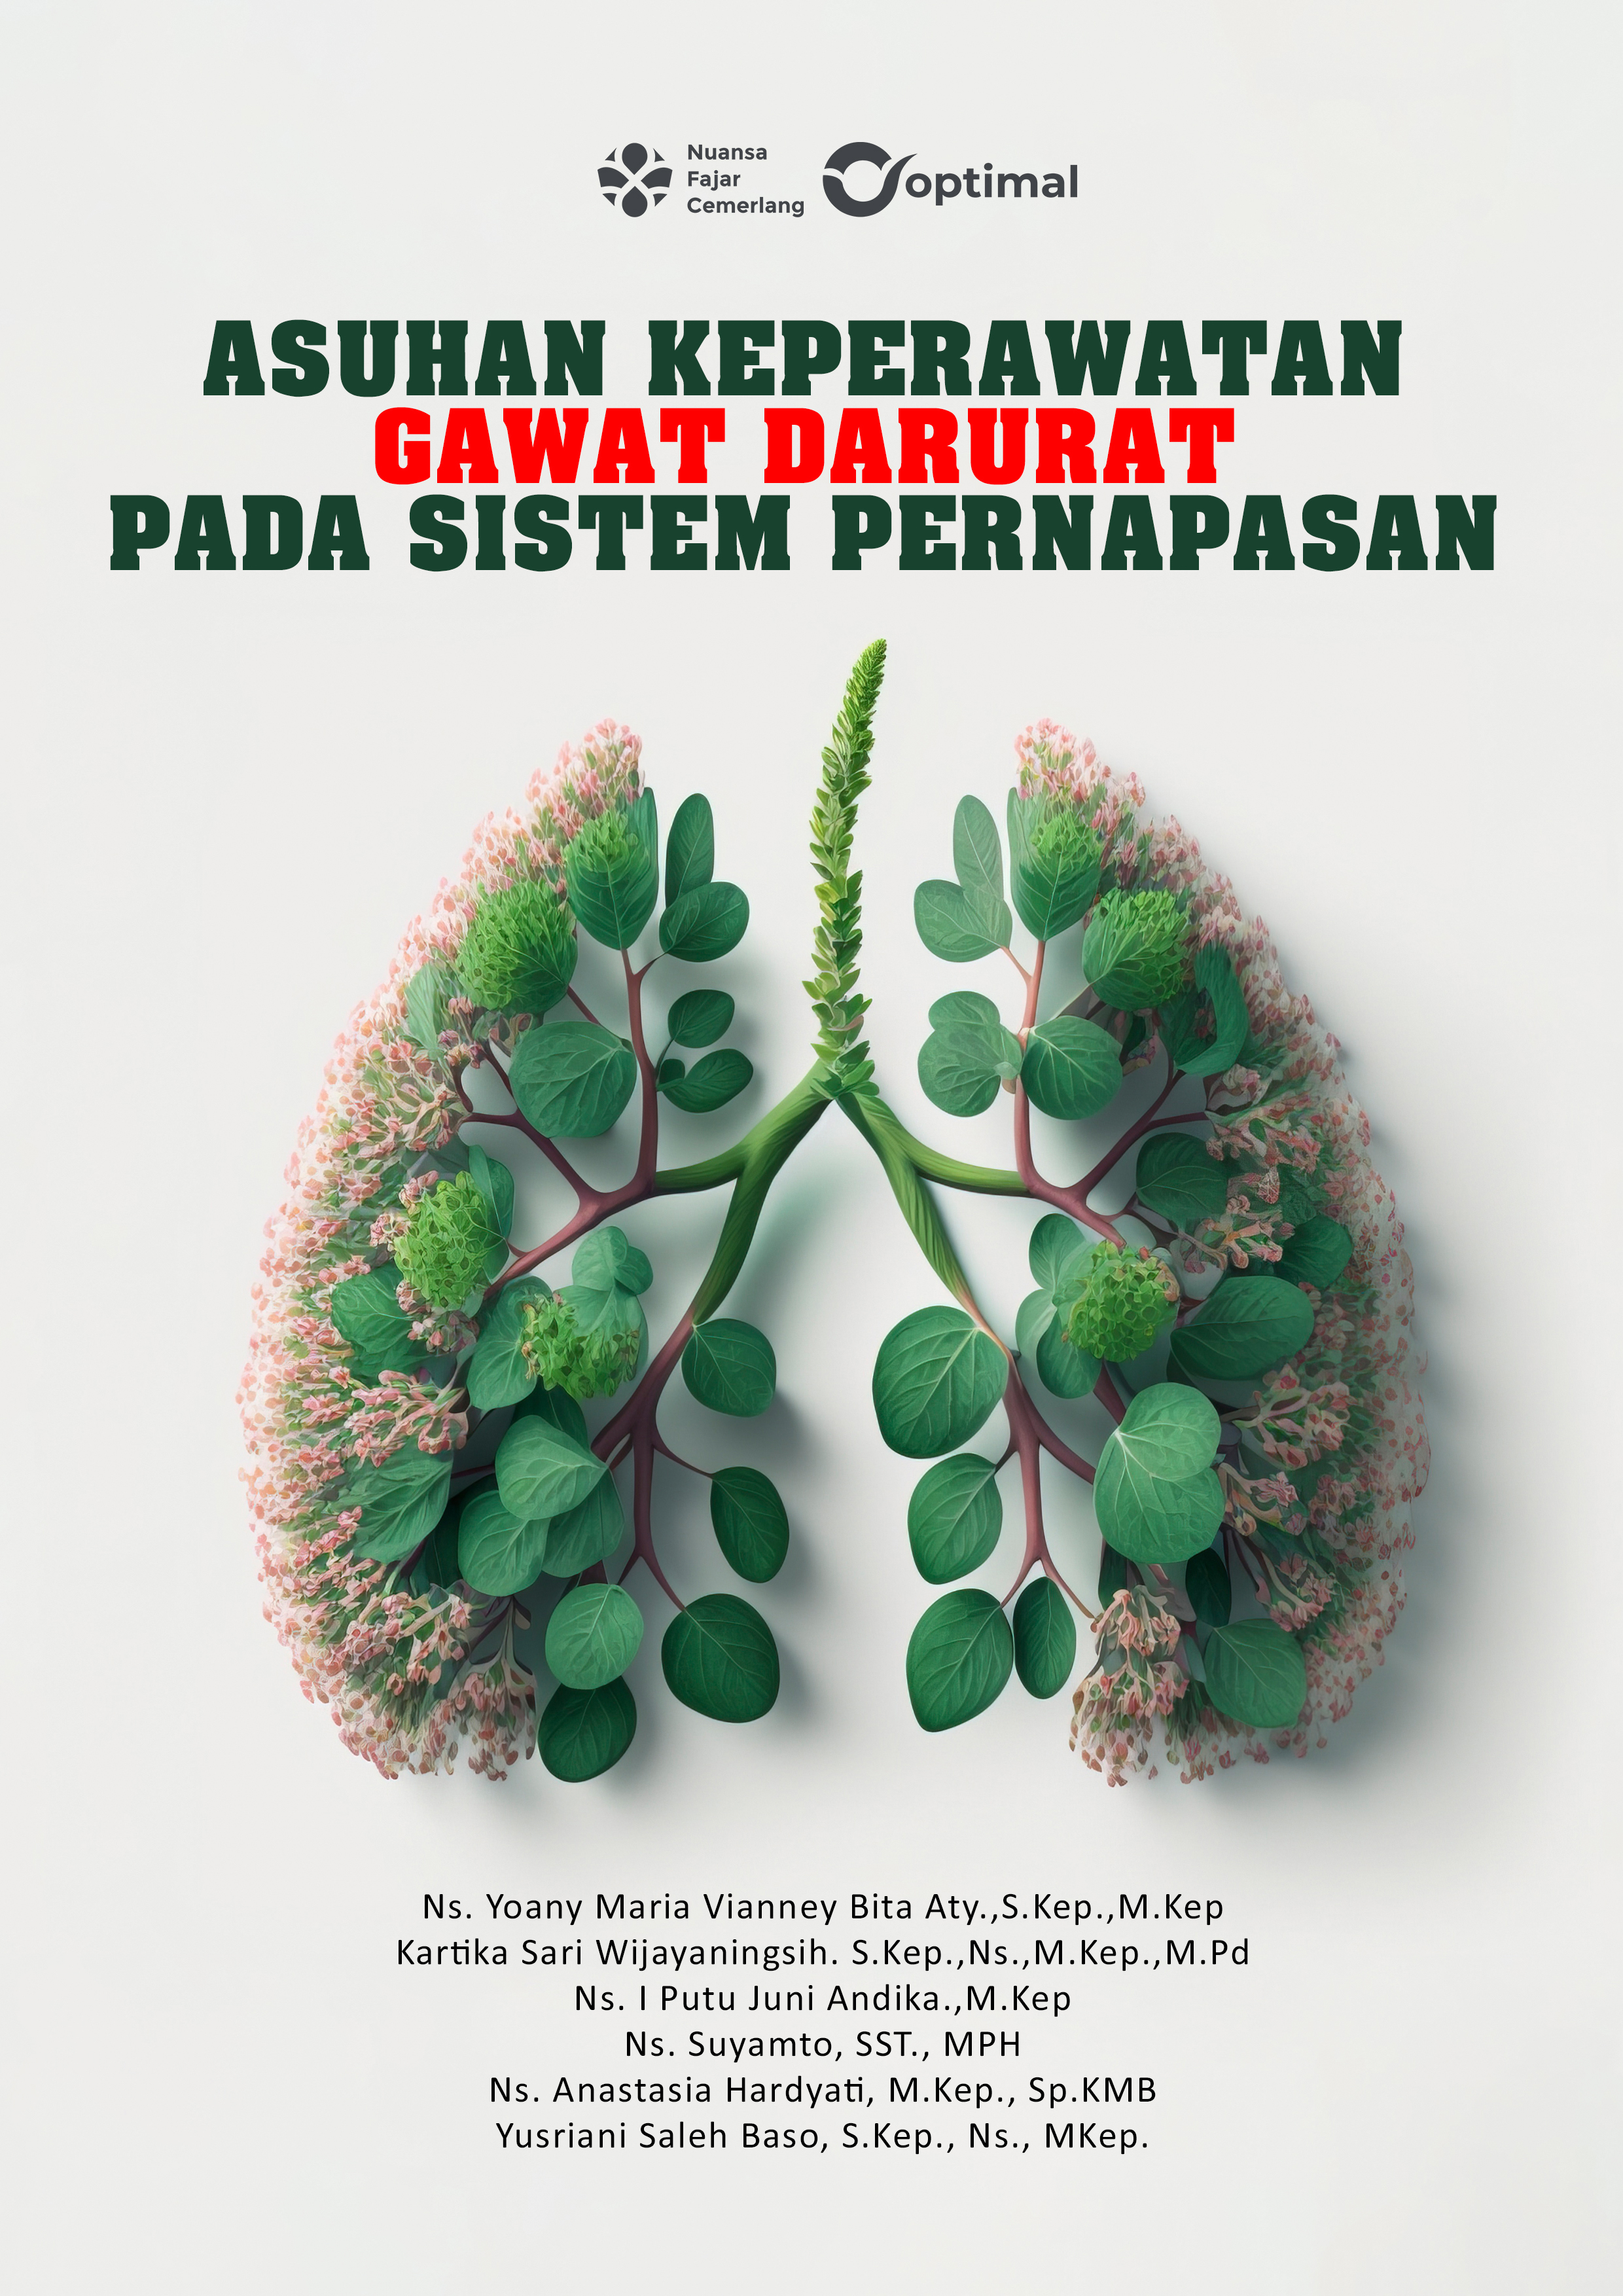 Nuansa
Fajar
Cemerlang
optimal
ASUHAN KEPERAWATAN
GAWAT DARURAT
PADA SISTEM PERNAPASAN
Ns. Yoany Maria Vianney Bita Aty.,S.Kep.,M.Kep
Kartika Sari Wijayaningsih. S.Kep.,Ns.,M.Kep.,M.Pd
Ns. I Putu Juni Andika.,M.Kep
Ns. Suyamto, SST., MPH
Ns. Anastasia Hardyati, M.Kep., Sp.KMB
Yusriani Saleh Baso, S.Kep., Ns., MKep.